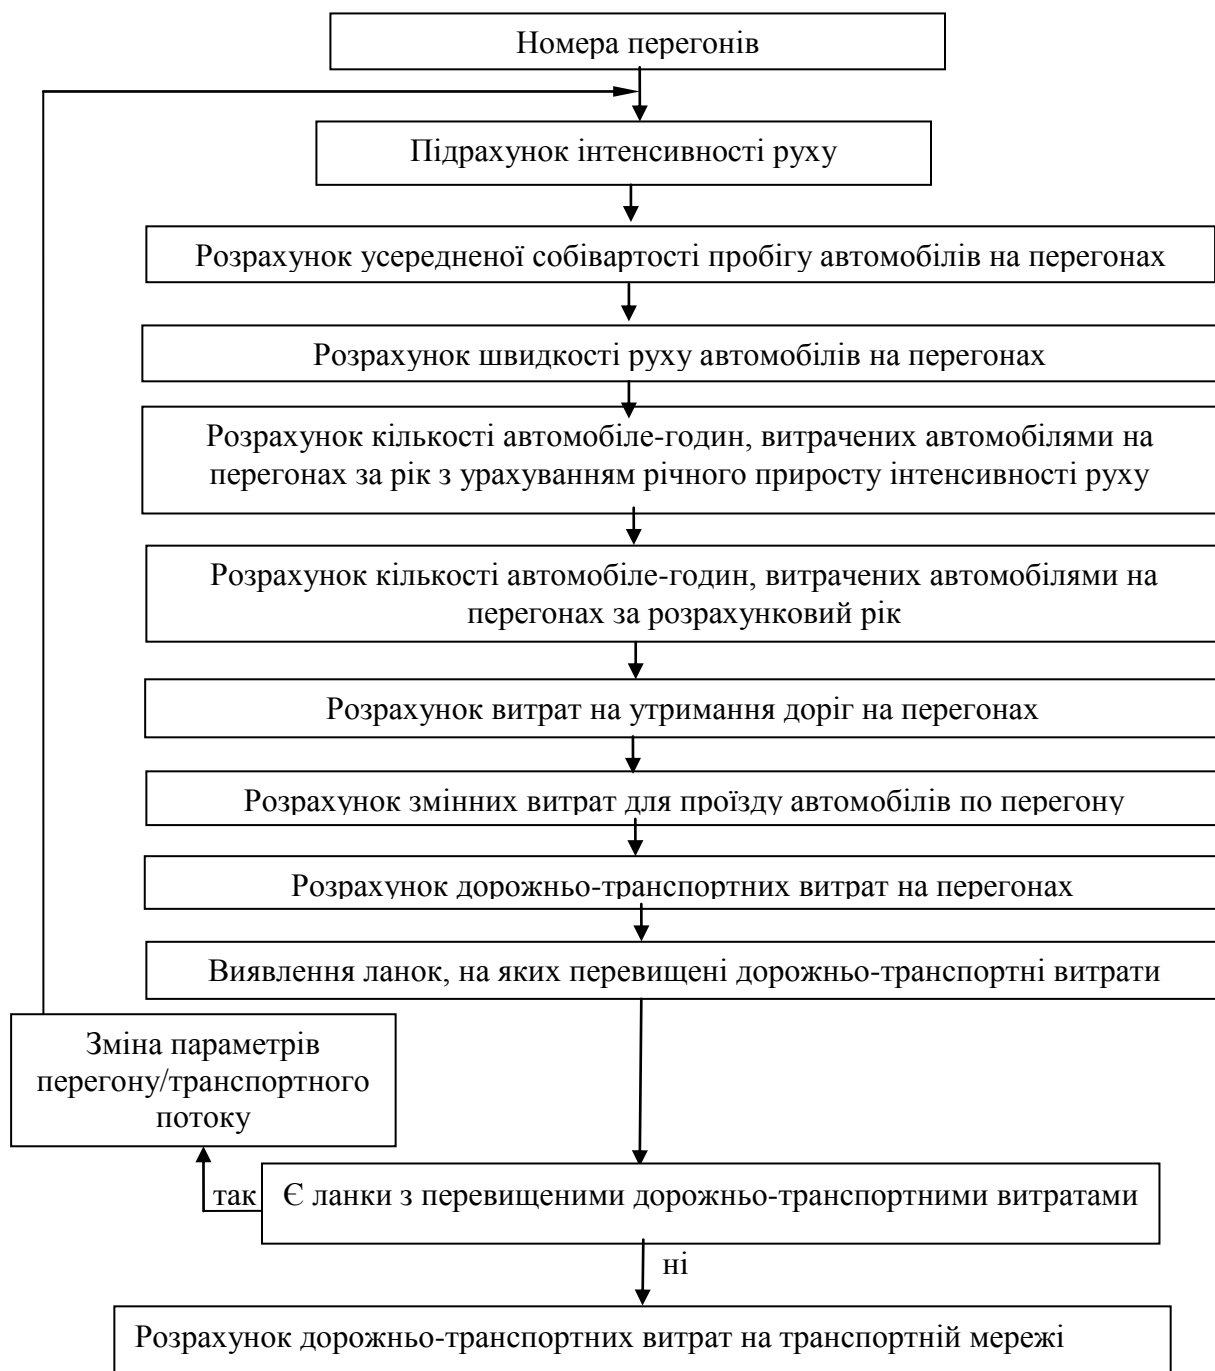 Номера перегонів
Підрахунок інтенсивності руху
Розрахунок усередненої собівартості пробігу автомобілів на перегонах
Розрахунок швидкості руху автомобілів на перегонах
Розрахунок кількості автомобіле-годин, витрачених автомобілями на
перегонах за рік з урахуванням річного приросту інтенсивності руху
Розрахунок кількості автомобіле-годин, витрачених автомобілями на
перегонах за розрахунковий рік
Розрахунок витрат на утримання доріг на перегонах
Розрахунок змінних витрат для проїзду автомобілів по перегону
Розрахунок дорожньо-транспортних витрат на перегонах
Виявлення ланок, на яких перевищені дорожньо-транспортні витрати
Зміна параметрів
перегону/транспортного
потоку
так
Є ланки з перевищеними дорожньо-транспортними витратами
ні
Розрахунок дорожньо-транспортних витрат на транспортній мережі